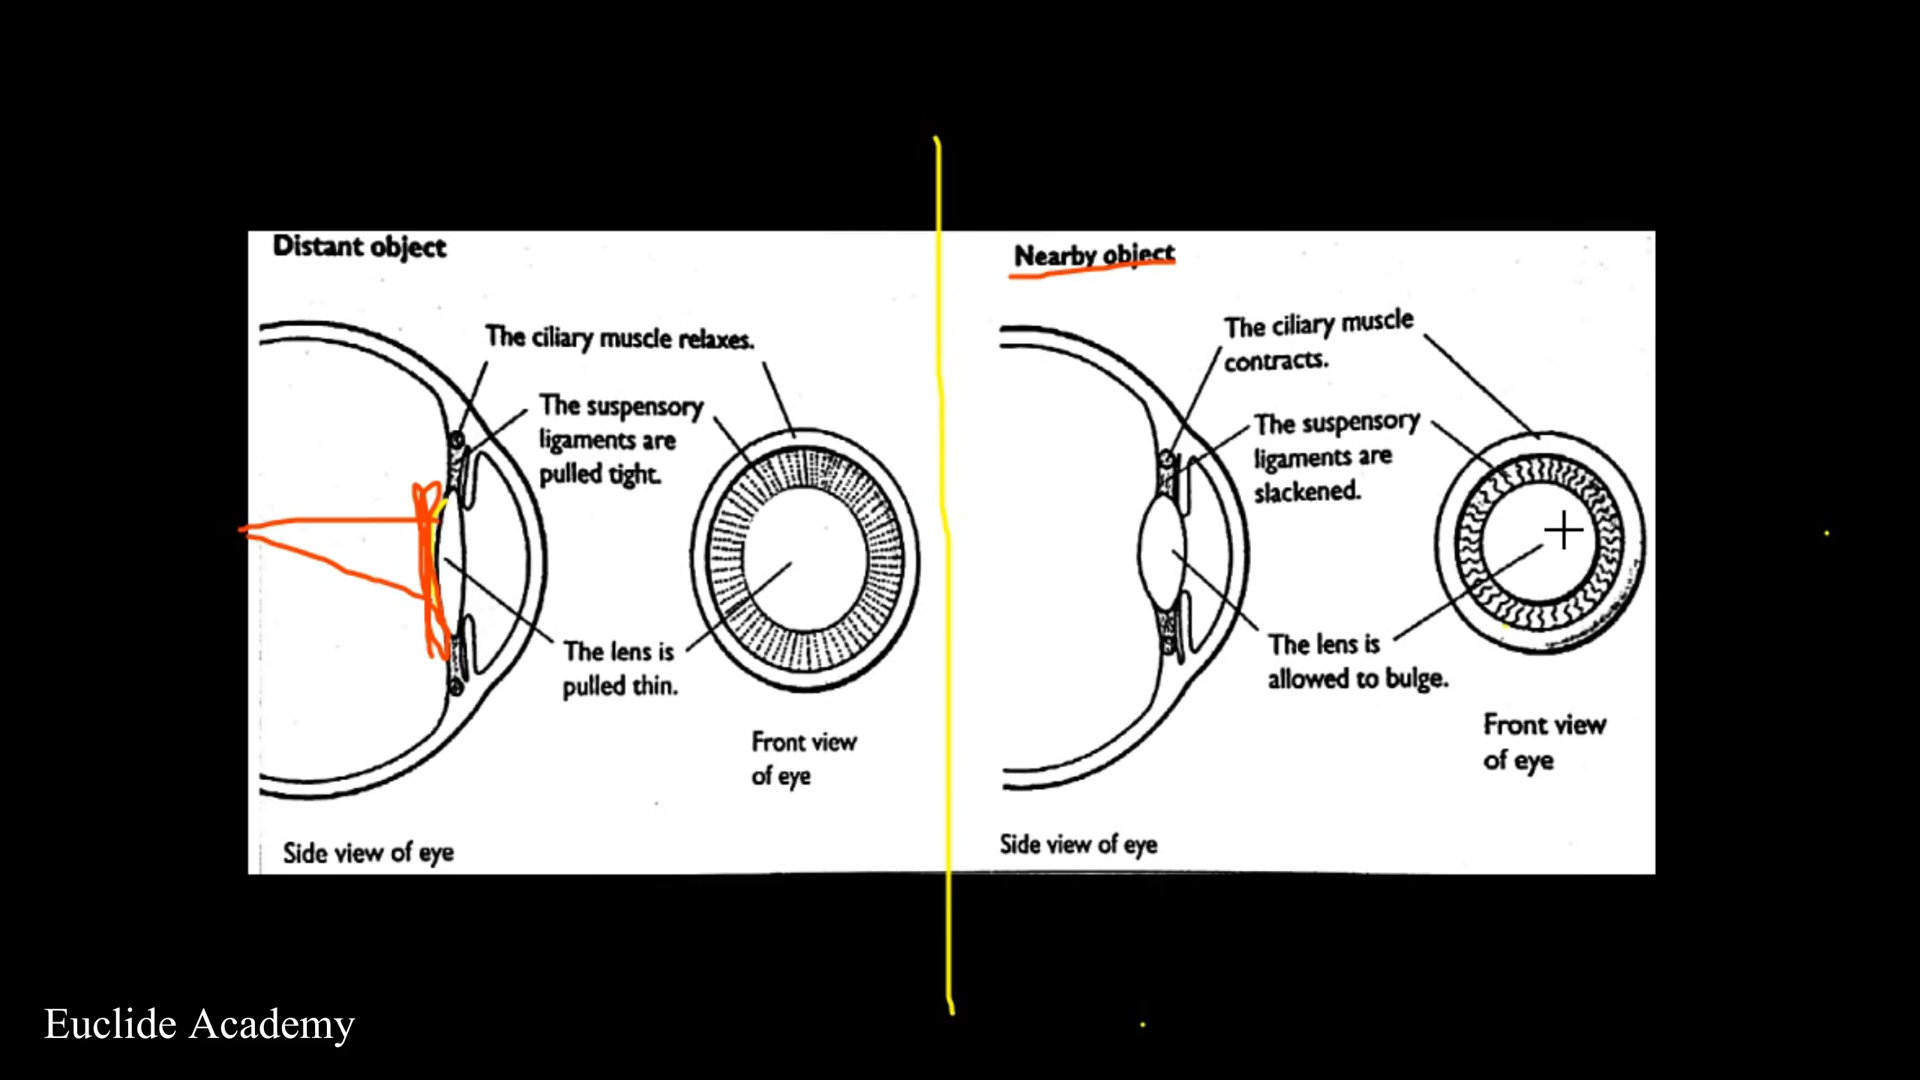 Distant object
The ciliary muscle relaxes.
The suspensory
ligaments are
pulled tight.
The lens is
pulled thin.
Front view
of eye
Side view of eye
Nearby object
The ciliary muscle
contracts.
The suspensory
ligaments are
slackened.
The lens is
allowed to bulge.
Front view
of eye
Side view of eye
Euclide Academy